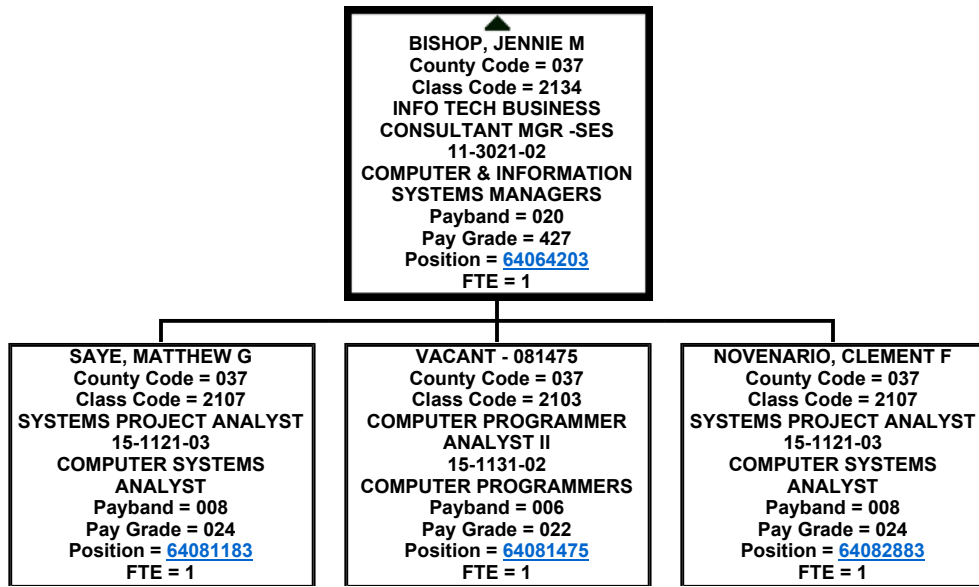 BISHOP, JENNIE M
County Code = 037
Class Code = 2134
INFO TECH BUSINESS
CONSULTANT MGR -SES
11-3021-02
COMPUTER & INFORMATION
SYSTEMS MANAGERS
Payband = 020
Pay Grade = 427
Position = 64064203
FTE = 1
SAYE, MATTHEW G
County Code = 037
Class Code = 2107
SYSTEMS PROJECT ANALYST
15-1121-03
COMPUTER SYSTEMS
ANALYST
Payband = 008
Pay Grade = 024
Position = 64081183
FTE = 1
VACANT - 081475
County Code = 037
Class Code = 2103
COMPUTER PROGRAMMER
ANALYST II
15-1131-02
COMPUTER PROGRAMMERS
Payband = 006
Pay Grade = 022
Position = 64081475
FTE = 1
NOVENARIO, CLEMENT F
County Code = 037
Class Code = 2107
SYSTEMS PROJECT ANALYST
15-1121-03
COMPUTER SYSTEMS
ANALYST
Payband = 008
Pay Grade = 024
Position = 64082883
FTE = 1